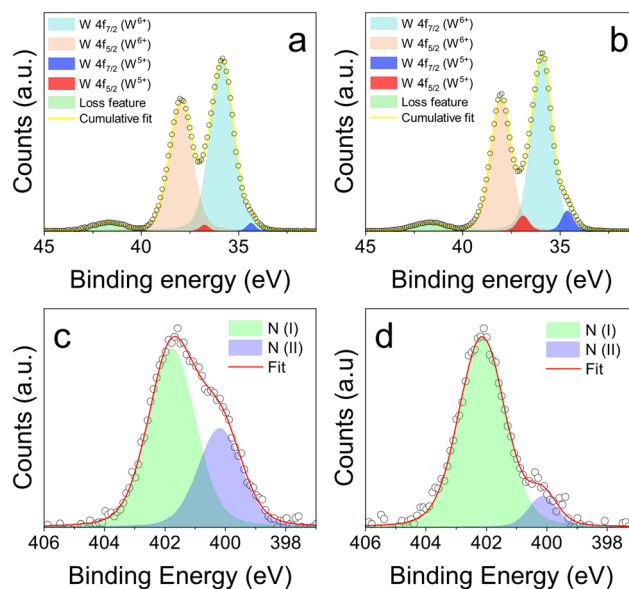 a
W 4f7/2 (W6+)
W 4f5/2 (W6+)
W 4f7/2 (W5+)
W 4f5/2 (W5+)
Loss feature
Cumulative fit
Counts (a.u.)
45 40 35
Binding energy (eV)
b
W 4f7/2 (W6+)
W 4f5/2 (W6+)
W 4f7/2 (W5+)
W 4f5/2 (W5+)
Loss feature
Cumulative fit
Counts (a.u.)
45 40 35
Binding energy (eV)
c
N (I)
N (II)
Fit
Counts (a.u.)
406 404 402 400 398
Binding Energy (eV)
d
N (I)
N (II)
Fit
Counts (a.u)
406 404 402 400 398
Binding Energy (eV)